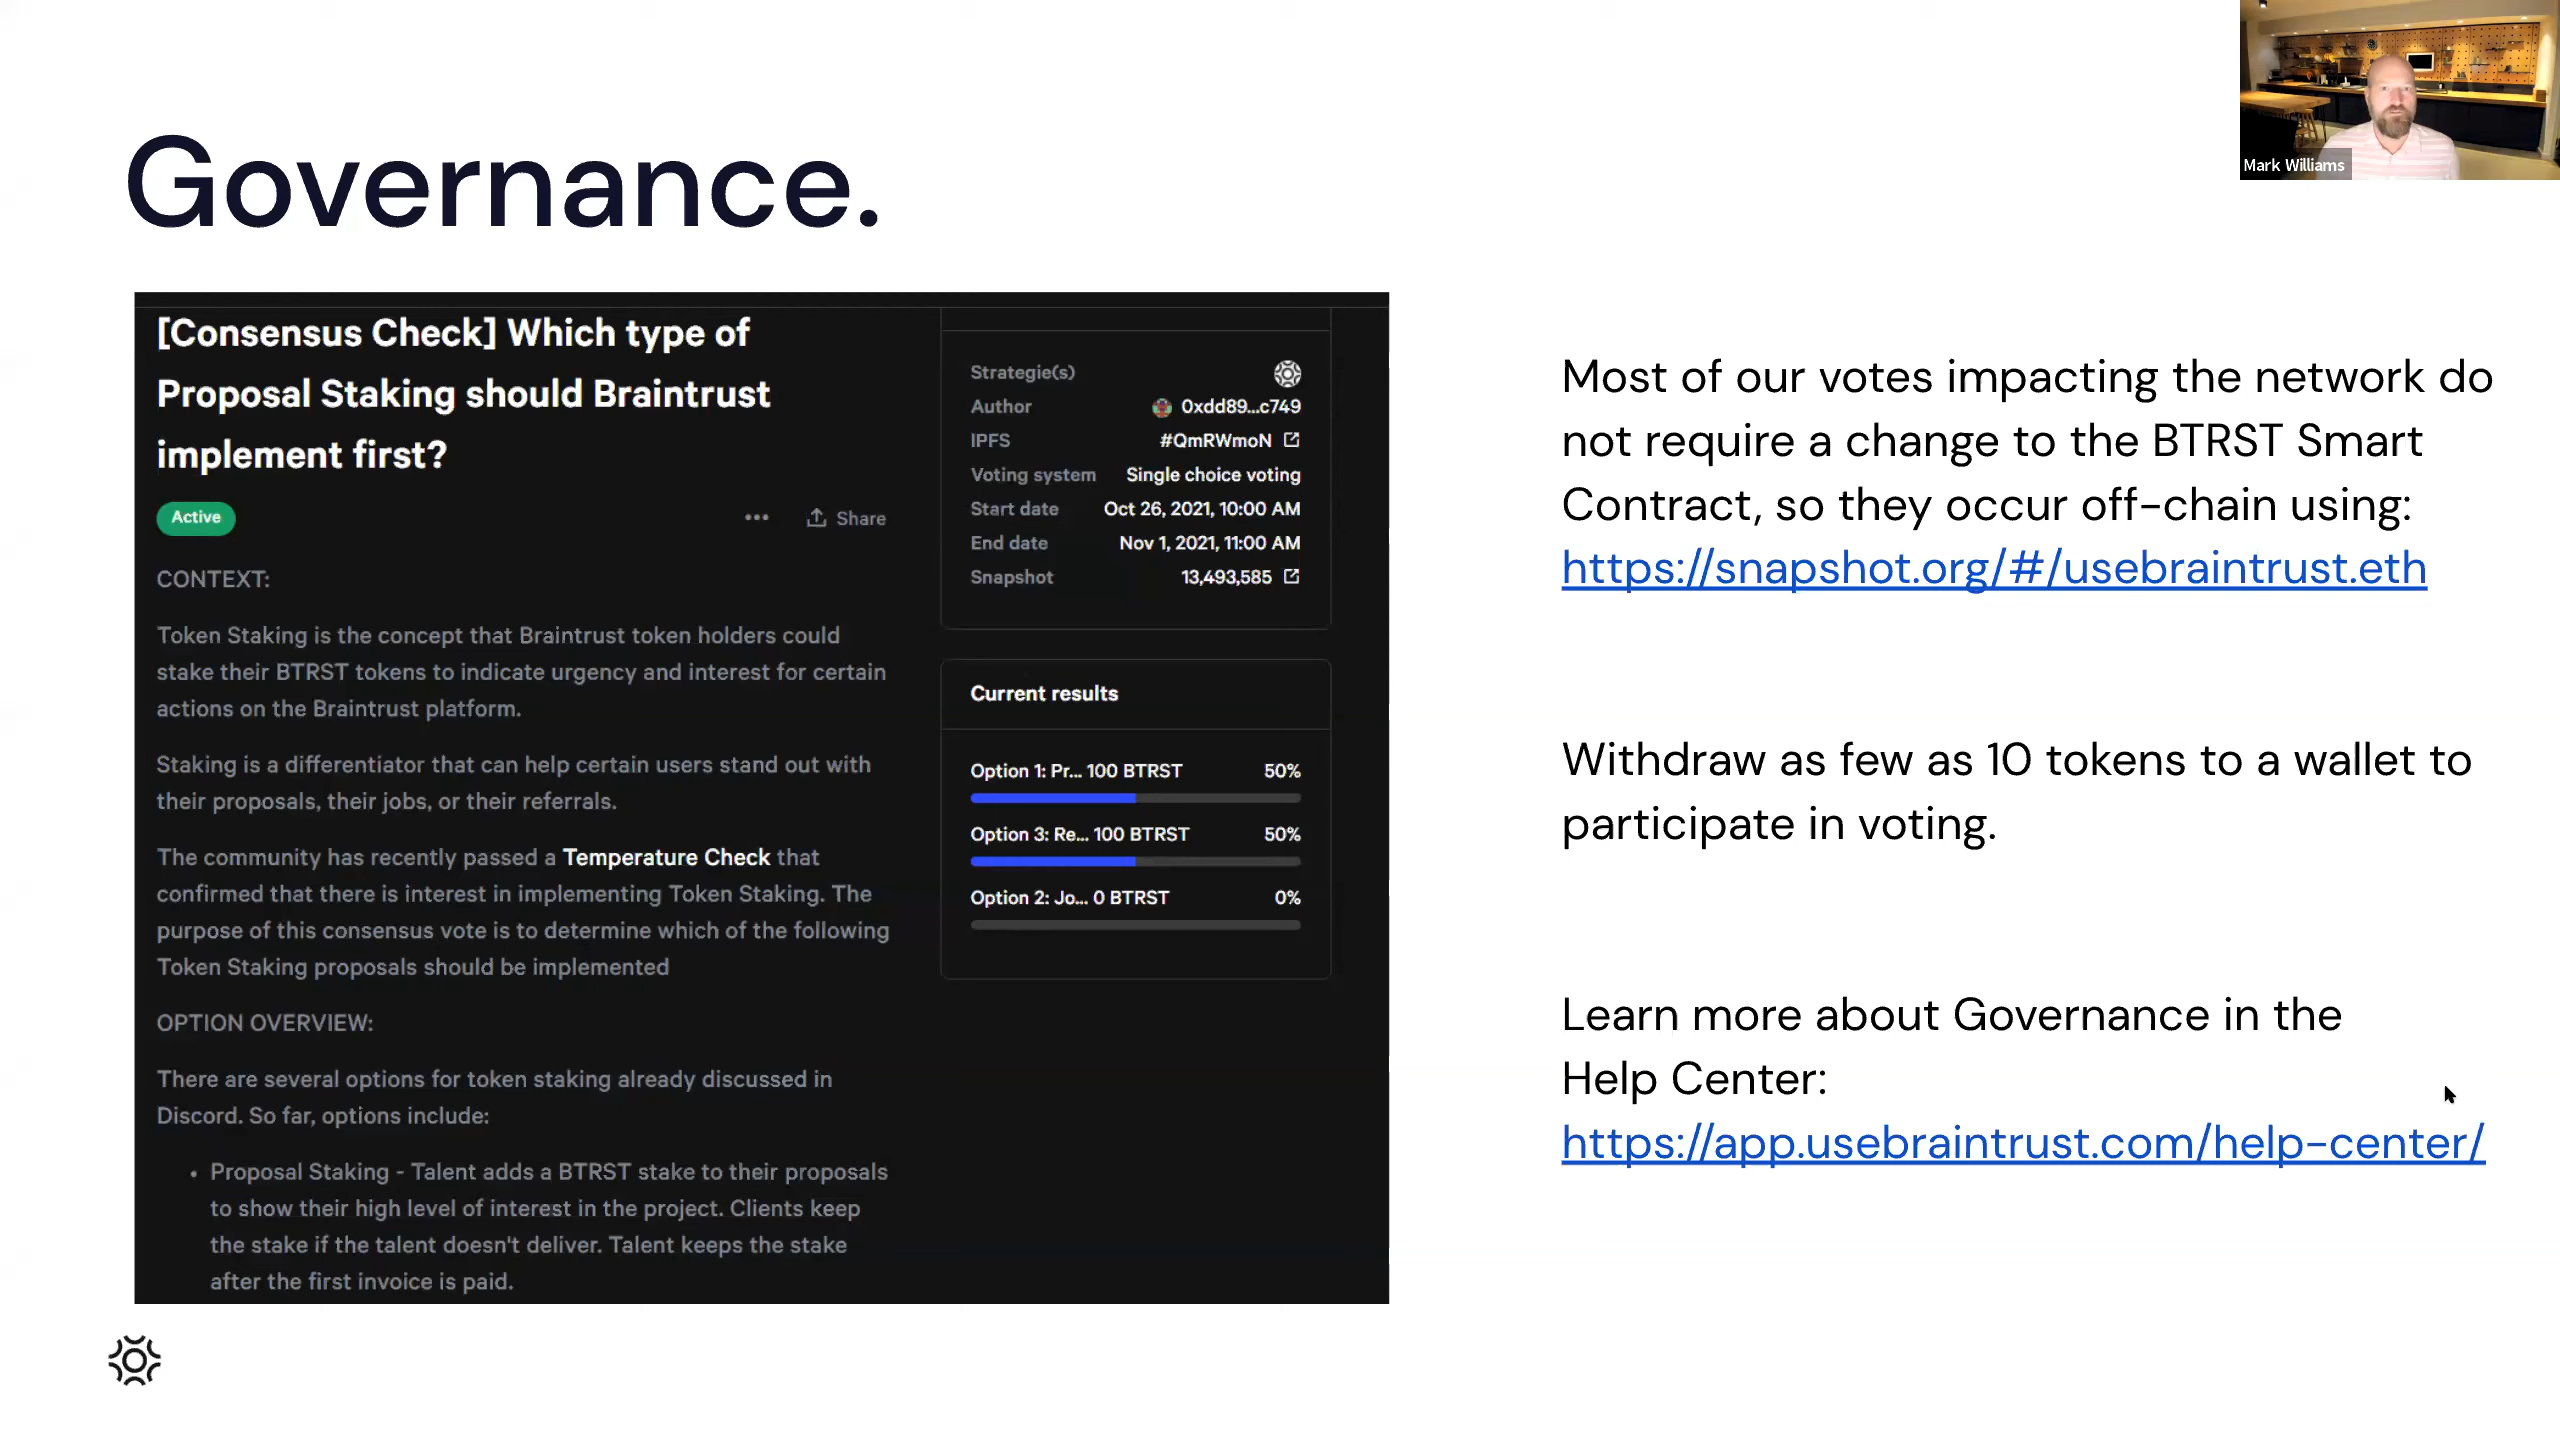 Mark Williams
Governance.
[Consensus Check] Which type of
Proposal Staking should Braintrust
implement first?
Active
Share
CONTEXT:
Token Staking is the concept that Braintrust token holders could
stake their BTRST tokens to indicate urgency and interest for certain
actions on the Braintrust platform.
Staking is a differentiator that can help certain users stand out with
their proposals, their jobs, or their referrals.
The community has recently passed a Temperature Check that
confirmed that there is interest in implementing Token Staking. The
purpose of this consensus vote is to determine which of the following
Token Staking proposals should be implemented
OPTION OVERVIEW:
There are several options for token staking already discussed in
Discord. So far, options include:
• Proposal Staking - Talent adds a BTRST stake to their proposals
to show their high level of interest in the project. Clients keep
the stake if the talent doesn't deliver. Talent keeps the stake
after the first invoice is paid.
Strategie(s)
Author 0xdd89...c749
IPFS #QmRWmoN
Voting system Single choice voting
Start date Oct 26, 2021, 10:00 AM
End date Nov 1, 2021, 11:00 AM
Snapshot 13,493,585
Current results
Option 1: Pr... 100 BTRST 50%
Option 3: Re... 100 BTRST 50%
Option 2: Jo... 0 BTRST 0%
Most of our votes impacting the network do
not require a change to the BTRST Smart
Contract, so they occur off-chain using:
https://snapshot.org/#/usebraintrust.eth
Withdraw as few as 10 tokens to a wallet to
participate in voting.
Learn more about Governance in the
Help Center:
https://app.usebraintrust.com/help-center/